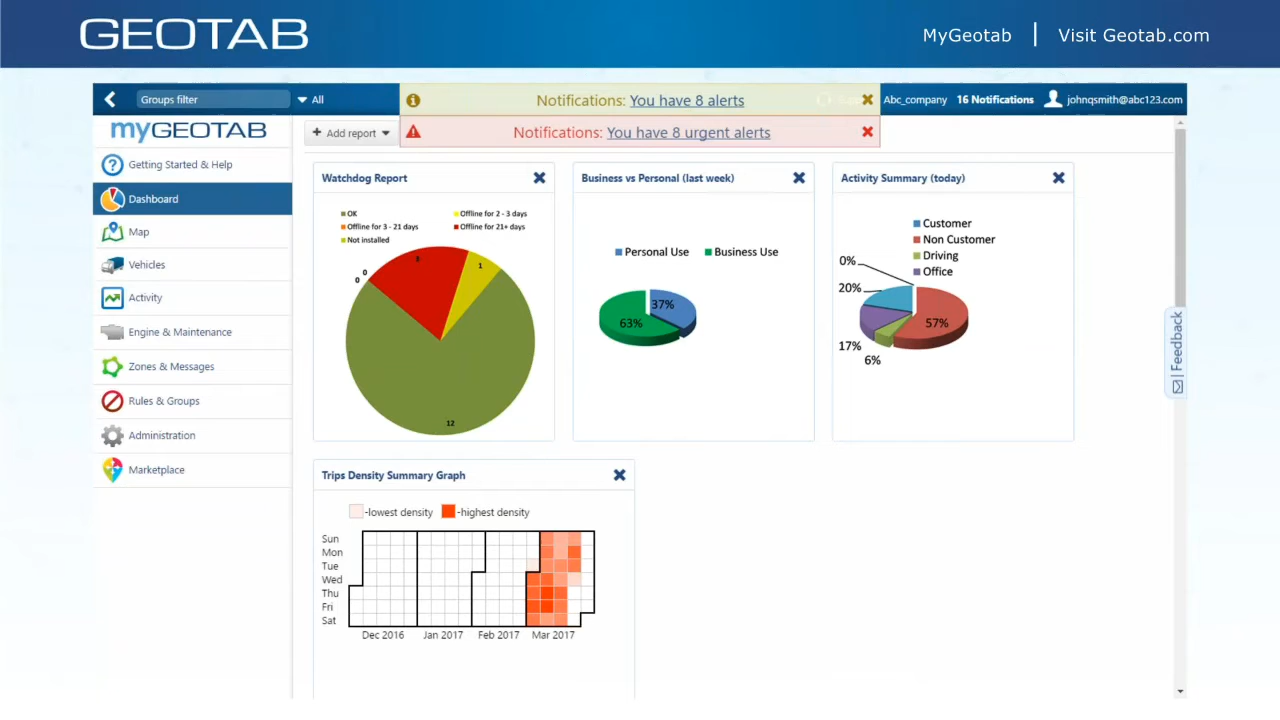 GEOTAB
MyGeotab | Visit Geotab.com
Groups filter
All
Notifications: You have 8 alerts
Abc_company
16 Notifications
johnqsmith@abc123.com
myGEOTAB
+ Add report
Notifications: You have 8 urgent alerts
Getting Started & Help
Dashboard
Map
Vehicles
Activity
Engine & Maintenance
Zones & Messages
Rules & Groups
Administration
Marketplace
Watchdog Report
OK
Offline for 2 - 3 days
Offline for 3 - 21 days
Offline for 21+ days
Not installed
0
0
1
12
Business vs Personal (last week)
Personal Use
Business Use
37%
63%
Activity Summary (today)
Customer
Non Customer
Driving
Office
0%
20%
57%
17%
6%
Feedback
Trips Density Summary Graph
-lowest density
-highest density
Sun
Mon
Tue
Wed
Thu
Fri
Sat
Dec 2016
Jan 2017
Feb 2017
Mar 2017